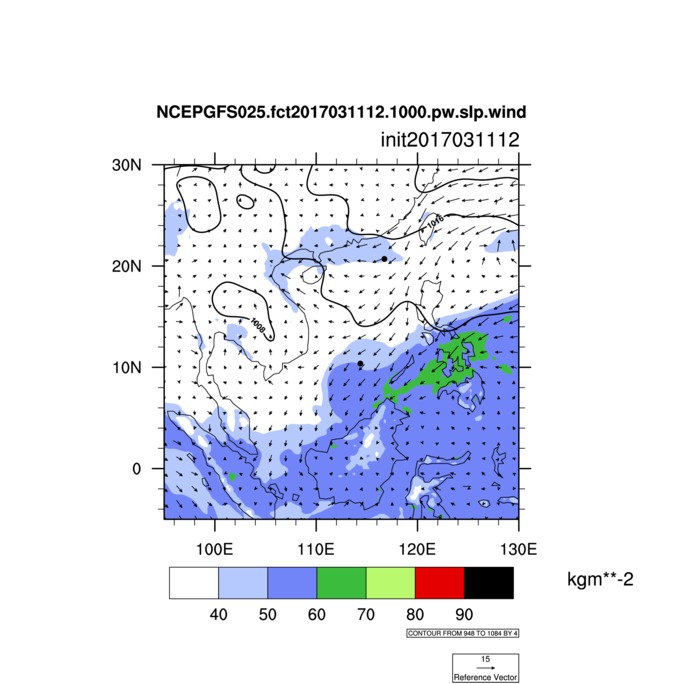 NCEPGFS025.fct2017031112.1000.pw.slp.wind
init2017031112
30N
1016
20N
1008
10N
0
100E 110E 120E 130E
kgm**-2
40 50 60 70 80 90
CONTOUR FROM 948 TO 1084 BY 4
15
Reference Vector